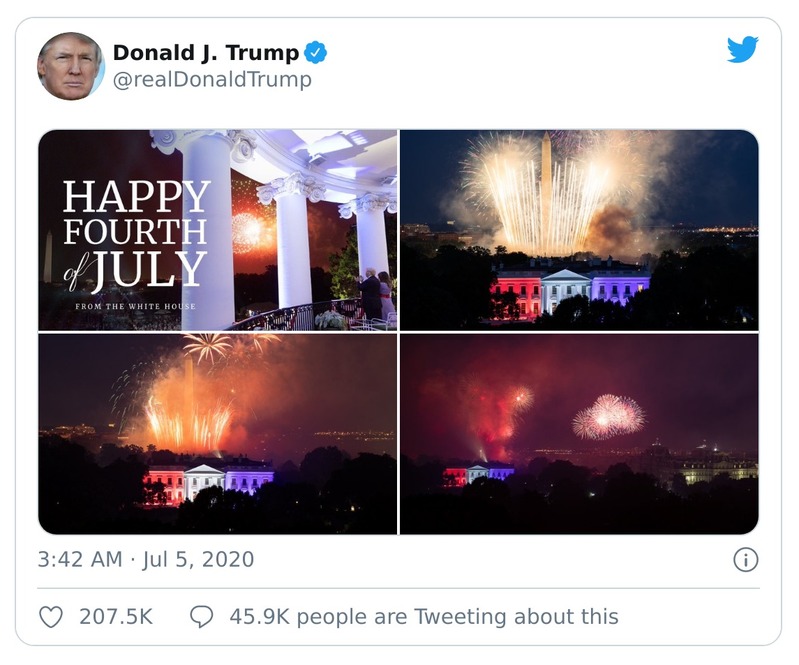 Donald J. Trump
@realDonaldTrump
HAPPY
FOURTH
of JULY
FROM THE WHITE HOUSE
3:42 AM · Jul 5, 2020
207.5K
45.9K people are Tweeting about this